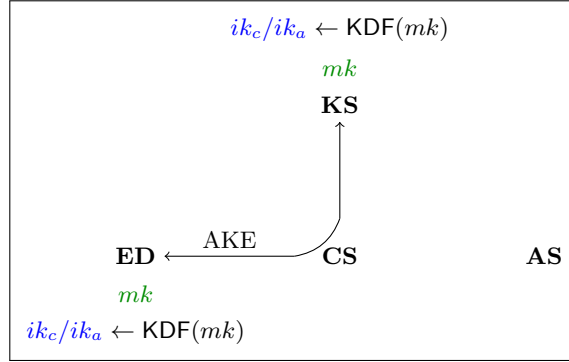 ik_c/ik_a ← KDF(mk)
mk
KS
AKE
ED
CS
AS
mk
ik_c/ik_a ← KDF(mk)